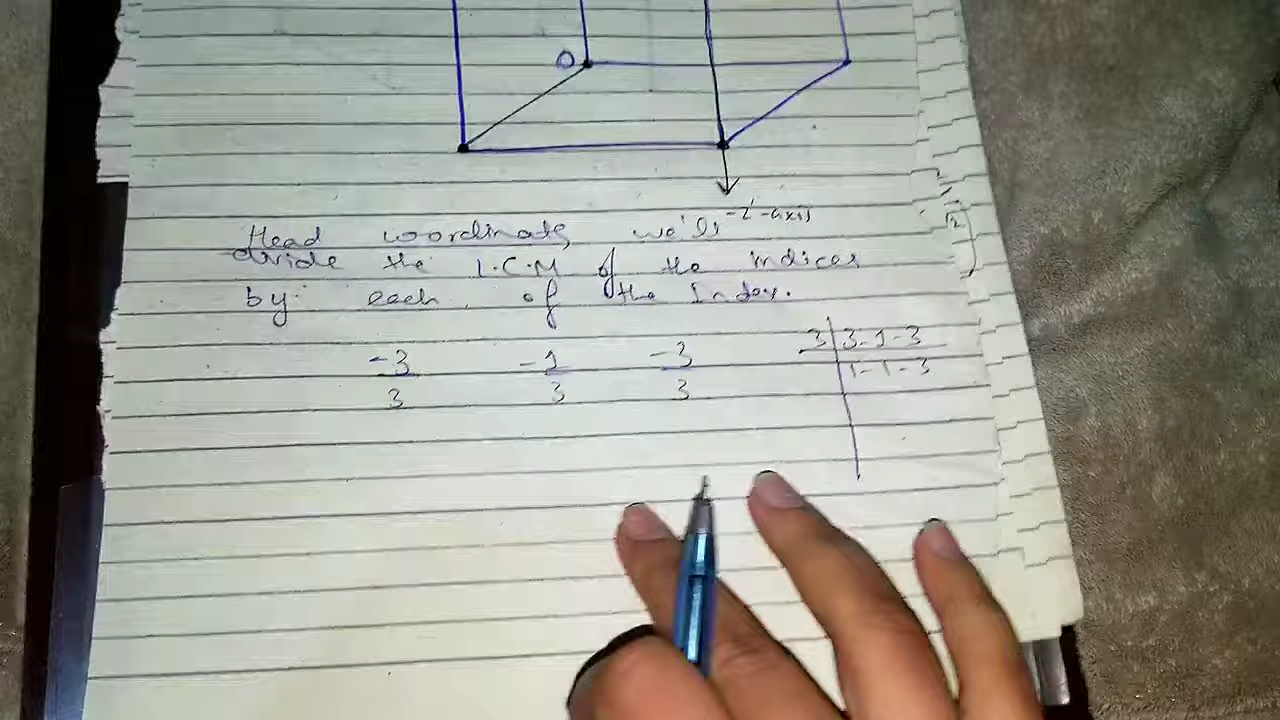 O
-z-axis
Head coordinate, we'll
divide the L.C.M of the indices
by each of the Index.
-3 -1 -3 3 3-1-3
3 3 3 1-1-3